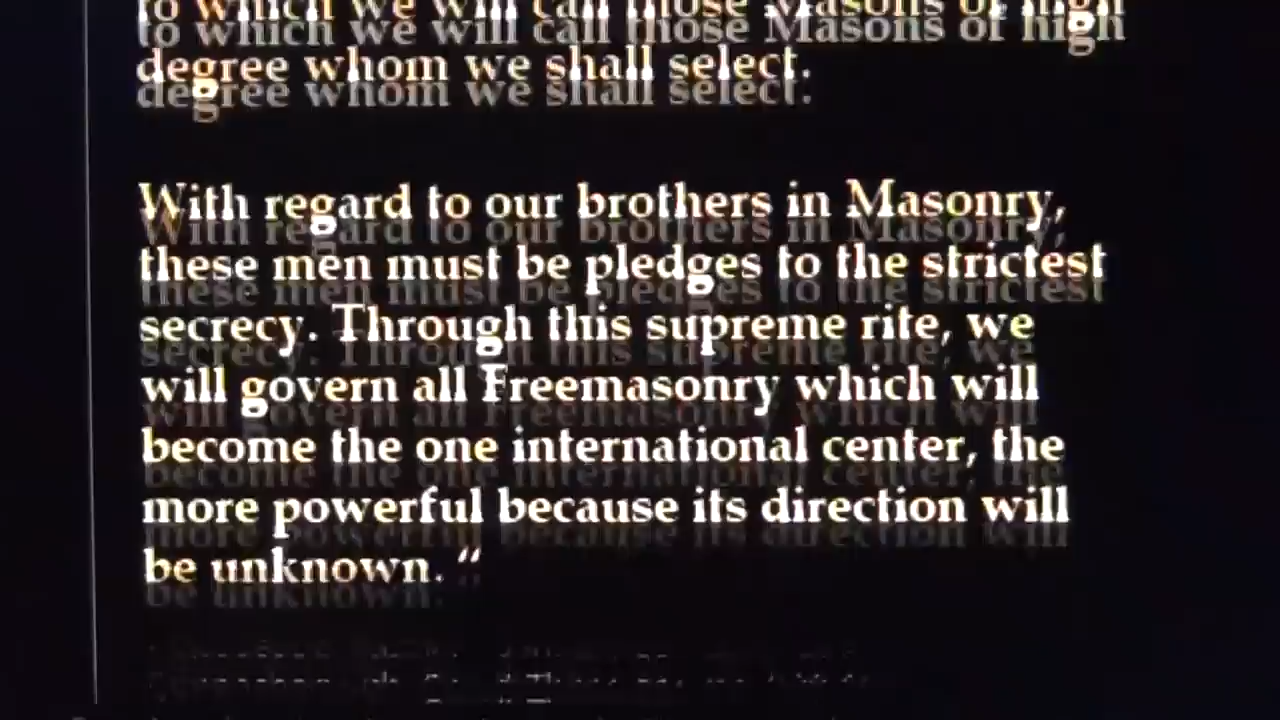 to which we will call those Masons of high
degree whom we shall select.
With regard to our brothers in Masonry,
these men must be pledges to the strictest
secrecy. Through this supreme rite, we
will govern all Freemasonry which will
become the one international center, the
more powerful because its direction will
be unknown. “